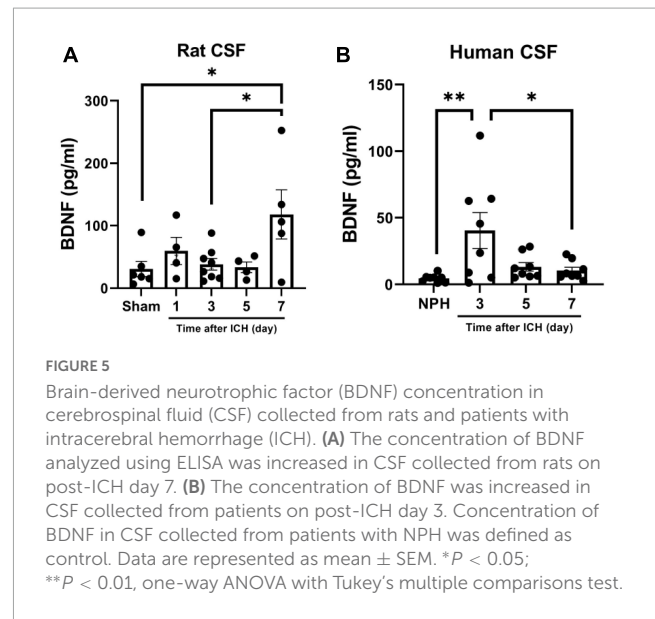 A
Rat CSF
*
*
300
200
100
0
BDNF (pg/ml)
Sham 1 3 5 7
Time after ICH (day)
B
Human CSF
**
*
150
100
50
0
BDNF (pg/ml)
NPH 3 5 7
Time after ICH (day)
FIGURE 5
Brain-derived neurotrophic factor (BDNF) concentration in
cerebrospinal fluid (CSF) collected from rats and patients with
intracerebral hemorrhage (ICH). (A) The concentration of BDNF
analyzed using ELISA was increased in CSF collected from rats on
post-ICH day 7. (B) The concentration of BDNF was increased in
CSF collected from patients on post-ICH day 3. Concentration of
BDNF in CSF collected from patients with NPH was defined as
control. Data are represented as mean ± SEM. *P < 0.05;
**P < 0.01, one-way ANOVA with Tukey's multiple comparisons test.